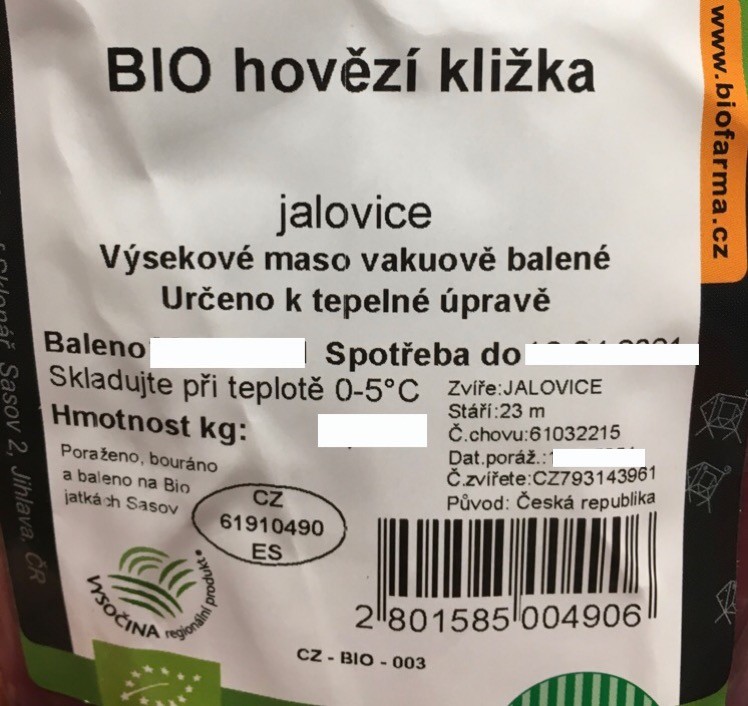 BIO hovězí kližka
www.biofarma.cz
jalovice
Výsekové maso vakuově balené
Určeno k tepelné úpravě
Baleno
Spotřeba do
Skladujte při teplotě 0-5°C
Hmotnost kg:
Zvíře:JALOVICE
Stáří:23 m
Č.chovu:61032215
Dat.poráž.:
Č.zvířete:CZ793143961
Původ: Česká republika
Poraženo, bouráno
a baleno na Bio
jatkách Sasov
CZ
61910490
ES
VYSOČINA regionální produkt
2 801585 004906
CZ - BIO - 003
Sasov 2, Jihlava, ČR